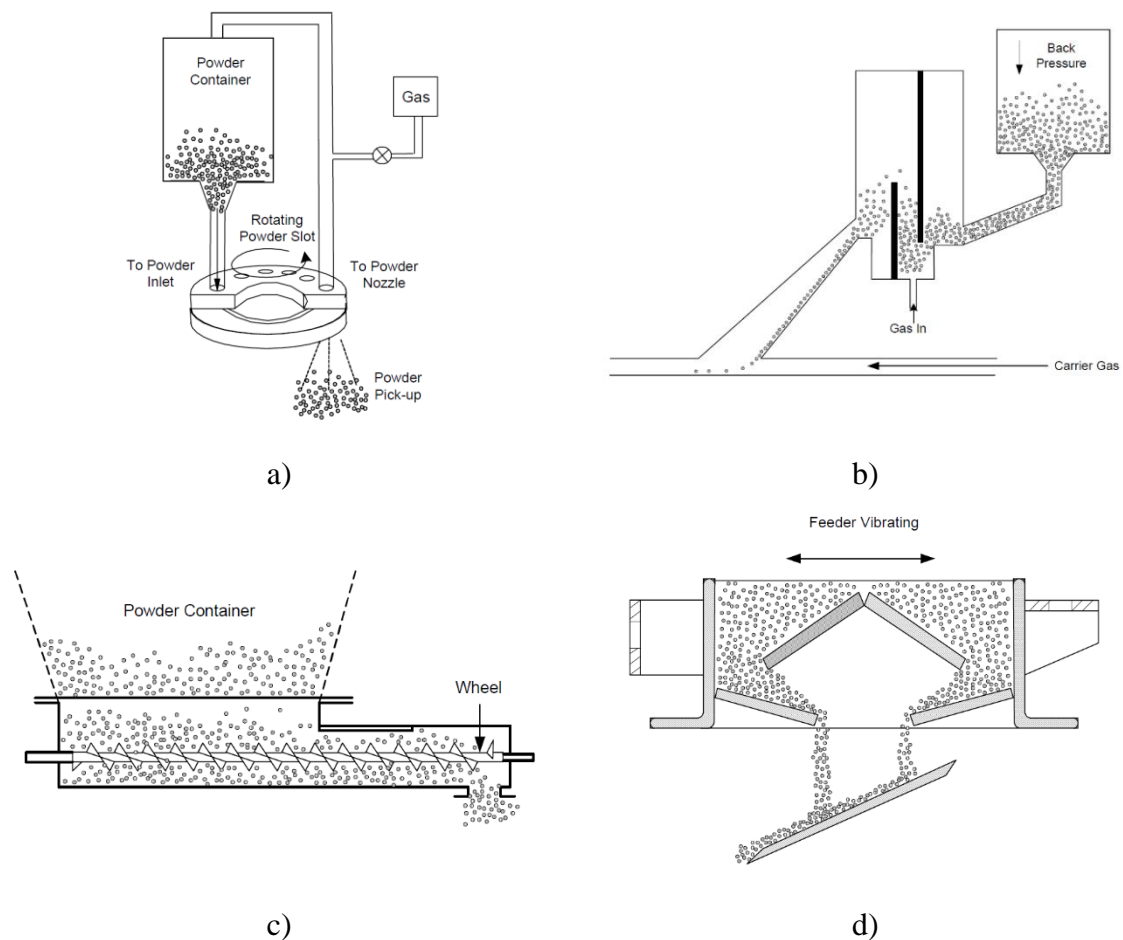 Powder
Container
Gas
Rotating
Powder Slot
To Powder
Inlet
To Powder
Nozzle
Powder
Pick-up
a)
Back
Pressure
Gas In
Carrier Gas
b)
Powder Container
Wheel
c)
Feeder Vibrating
d)